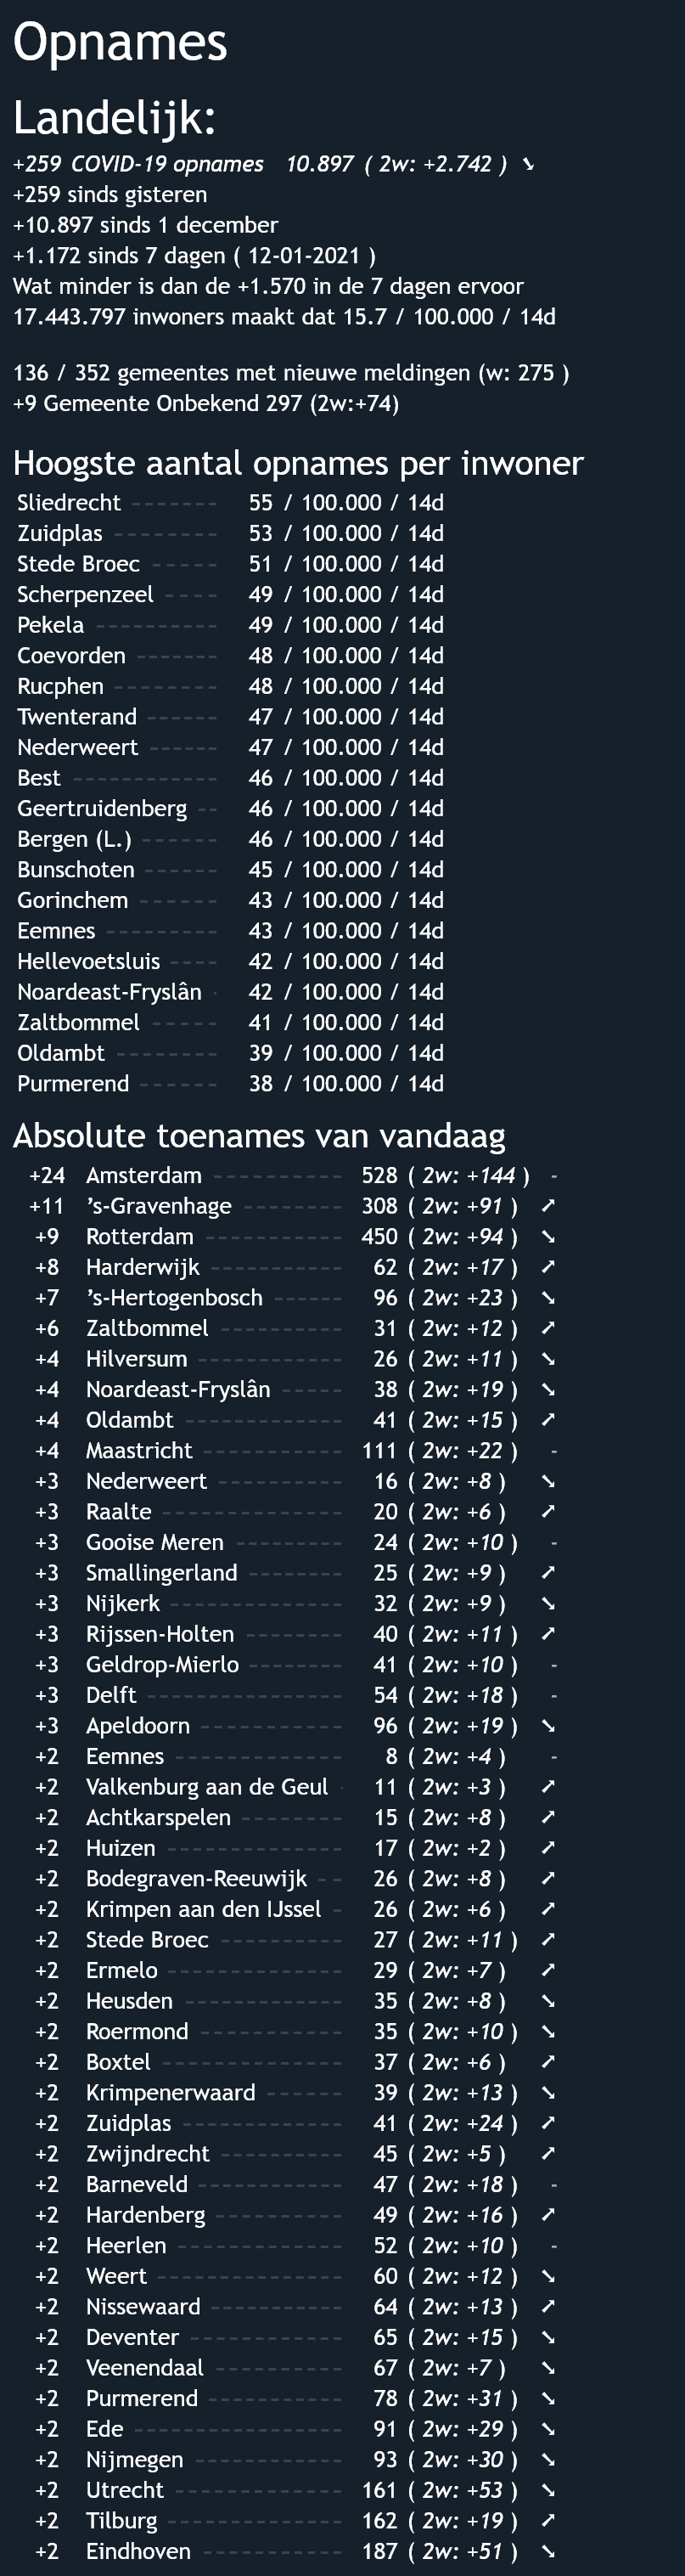 Opnames
Landelijk:
+259 COVID-19 opnames 10.897 ( 2w: +2.742 ) ➘
+259 sinds gisteren
+10.897 sinds 1 december
+1.172 sinds 7 dagen ( 12-01-2021 )
Wat minder is dan de +1.570 in de 7 dagen ervoor
17.443.797 inwoners maakt dat 15.7 / 100.000 / 14d
136 / 352 gemeentes met nieuwe meldingen (w: 275 )
+9 Gemeente Onbekend 297 (2w:+74)
Hoogste aantal opnames per inwoner
Sliedrecht ------- 55 / 100.000 / 14d
Zuidplas -------- 53 / 100.000 / 14d
Stede Broec ----- 51 / 100.000 / 14d
Scherpenzeel ---- 49 / 100.000 / 14d
Pekela ---------- 49 / 100.000 / 14d
Coevorden ------- 48 / 100.000 / 14d
Rucphen -------- 48 / 100.000 / 14d
Twenterand ------ 47 / 100.000 / 14d
Nederweert ------ 47 / 100.000 / 14d
Best ------------ 46 / 100.000 / 14d
Geertruidenberg -- 46 / 100.000 / 14d
Bergen (L.) ------ 46 / 100.000 / 14d
Bunschoten ------ 45 / 100.000 / 14d
Gorinchem ------ 43 / 100.000 / 14d
Eemnes --------- 43 / 100.000 / 14d
Hellevoetsluis ---- 42 / 100.000 / 14d
Noardeast-Fryslân - 42 / 100.000 / 14d
Zaltbommel ----- 41 / 100.000 / 14d
Oldambt -------- 39 / 100.000 / 14d
Purmerend ------ 38 / 100.000 / 14d
Absolute toenames van vandaag
+24 Amsterdam ----------- 528 ( 2w: +144 ) -
+11 ’s-Gravenhage -------- 308 ( 2w: +91 ) ➚
+9 Rotterdam ----------- 450 ( 2w: +94 ) ➘
+8 Harderwijk ----------- 62 ( 2w: +17 ) ➚
+7 ’s-Hertogenbosch ------ 96 ( 2w: +23 ) ➘
+6 Zaltbommel ---------- 31 ( 2w: +12 ) ➚
+4 Hilversum ------------ 26 ( 2w: +11 ) ➘
+4 Noardeast-Fryslân ----- 38 ( 2w: +19 ) ➘
+4 Oldambt ------------- 41 ( 2w: +15 ) ➚
+4 Maastricht ----------- 111 ( 2w: +22 ) -
+3 Nederweert ---------- 16 ( 2w: +8 ) ➘
+3 Raalte --------------- 20 ( 2w: +6 ) ➚
+3 Gooise Meren --------- 24 ( 2w: +10 ) -
+3 Smallingerland -------- 25 ( 2w: +9 ) ➚
+3 Nijkerk -------------- 32 ( 2w: +9 ) ➘
+3 Rijssen-Holten --------- 40 ( 2w: +11 ) ➚
+3 Geldrop-Mierlo -------- 41 ( 2w: +10 ) -
+3 Delft ---------------- 54 ( 2w: +18 ) -
+3 Apeldoorn ------------ 96 ( 2w: +19 ) ➘
+2 Eemnes -------------- 8 ( 2w: +4 ) -
+2 Valkenburg aan de Geul - 11 ( 2w: +3 ) ➚
+2 Achtkarspelen -------- 15 ( 2w: +8 ) ➚
+2 Huizen -------------- 17 ( 2w: +2 ) ➚
+2 Bodegraven-Reeuwijk -- 26 ( 2w: +8 ) ➚
+2 Krimpen aan den IJssel - 26 ( 2w: +6 ) ➚
+2 Stede Broec ---------- 27 ( 2w: +11 ) ➚
+2 Ermelo -------------- 29 ( 2w: +7 ) ➚
+2 Heusden ------------- 35 ( 2w: +8 ) ➘
+2 Roermond ----------- 35 ( 2w: +10 ) ➘
+2 Boxtel --------------- 37 ( 2w: +6 ) ➚
+2 Krimpenerwaard ------ 39 ( 2w: +13 ) ➘
+2 Zuidplas ------------- 41 ( 2w: +24 ) ➚
+2 Zwijndrecht ---------- 45 ( 2w: +5 ) ➚
+2 Barneveld ------------ 47 ( 2w: +18 ) -
+2 Hardenberg ---------- 49 ( 2w: +16 ) ➚
+2 Heerlen ------------- 52 ( 2w: +10 ) -
+2 Weert --------------- 60 ( 2w: +12 ) ➘
+2 Nissewaard ----------- 64 ( 2w: +13 ) ➚
+2 Deventer ------------ 65 ( 2w: +15 ) ➘
+2 Veenendaal ---------- 67 ( 2w: +7 ) ➘
+2 Purmerend ----------- 78 ( 2w: +31 ) ➘
+2 Ede ----------------- 91 ( 2w: +29 ) ➘
+2 Nijmegen ------------ 93 ( 2w: +30 ) ➘
+2 Utrecht -------------- 161 ( 2w: +53 ) ➘
+2 Tilburg -------------- 162 ( 2w: +19 ) ➚
+2 Eindhoven ----------- 187 ( 2w: +51 ) ➘